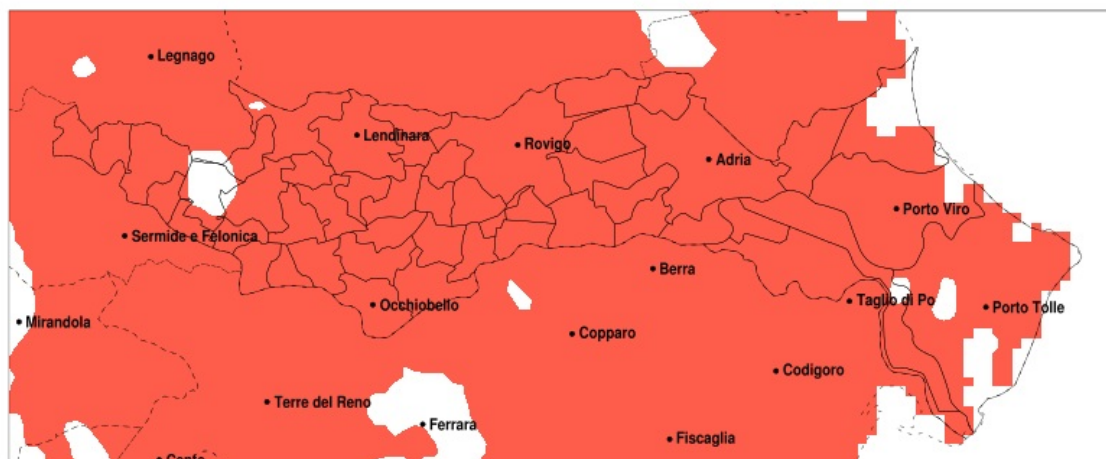 Legnago
Lendinara
Rovigo
Adria
Porto Viro
Sermide e Felonica
Berra
Taglio di Po
Occhiobello
Porto Tolle
Mirandola
Copparo
Codigoro
Terre del Reno
Ferrara
Fiscaglia